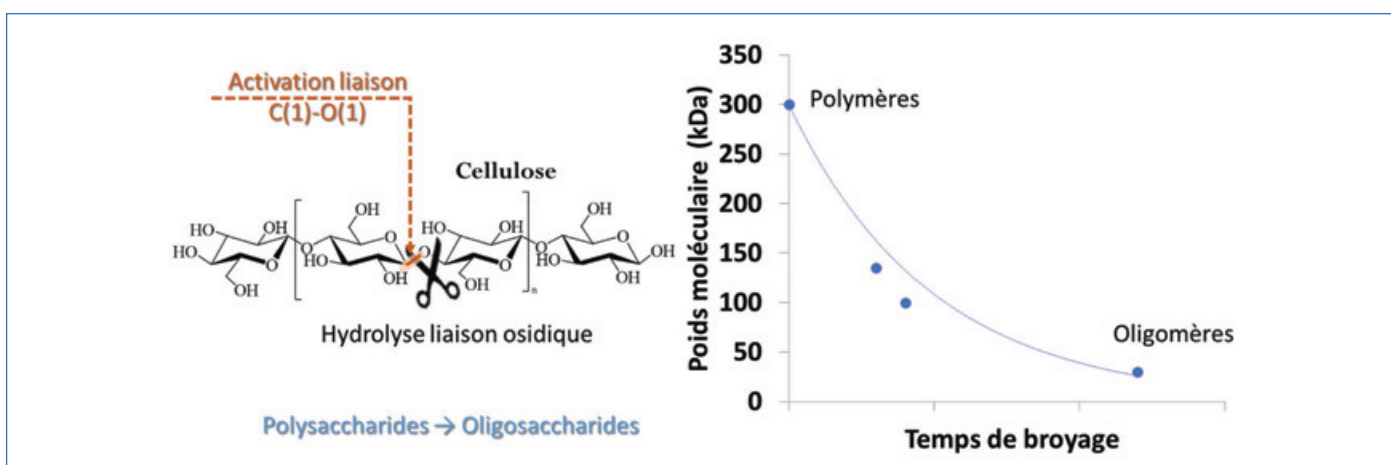 Activation liaison
C(1)-O(1)
Cellulose
OH
HO
OH
HO
O
O
OH
HO
O
OH
O
HO
OH
O
HO
OH
O
OH
O
O
HO
OH
O
OH
OH
n
Hydrolyse liaison osidique
Polysaccharides → Oligosaccharides
Poids moléculaire (kDa)
350
300
250
200
150
100
50
0
Polymères
Oligomères
Temps de broyage